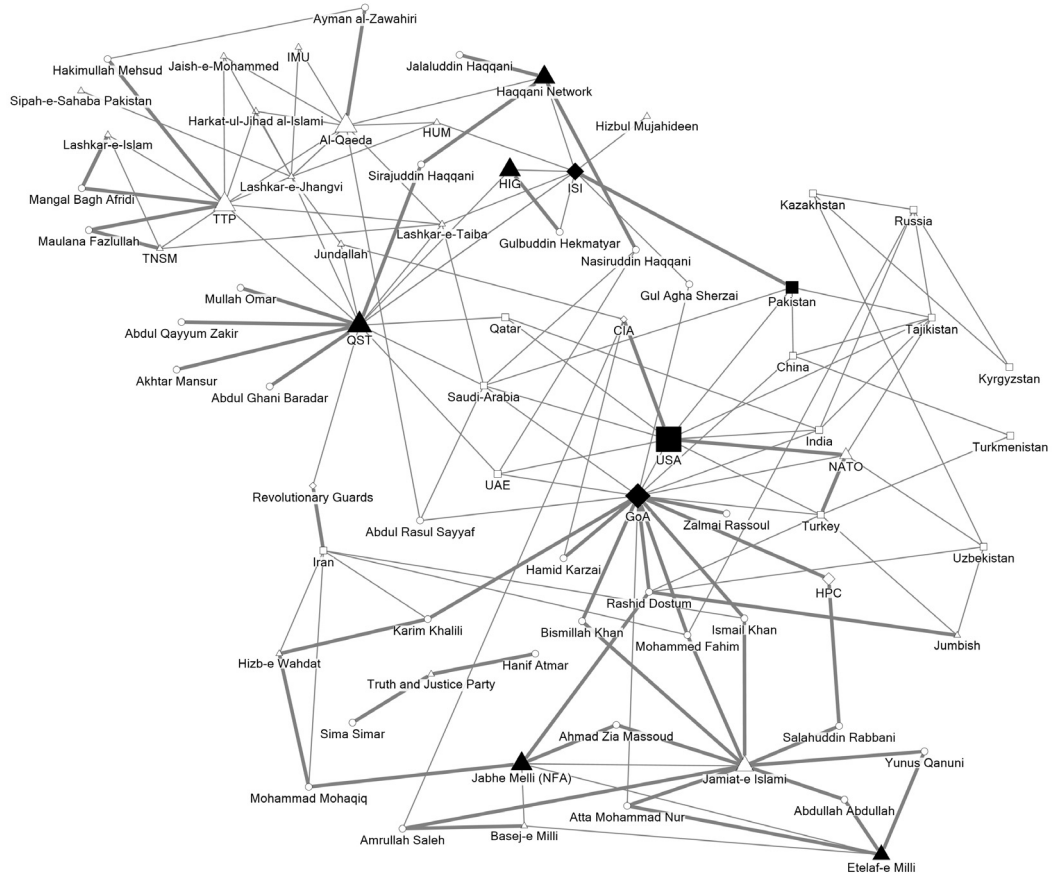 Ayman al-Zawahiri
Hakimullah Mehsud
Jaish-e-Mohammed
IMU
Jalaluddin Haqqani
Sipah-e-Sahaba Pakistan
Haqqani Network
Harkat-ul-Jihad al-Islami
Al-Qaeda
HUM
Hizbul Mujahideen
Lashkar-e-Islam
Lashkar-e-Jhangvi
Sirajuddin Haqqani
HIG
ISI
Mangal Bagh Afridi
TTP
Kazakhstan
Russia
Maulana Fazlullah
Lashkar-e-Taiba
Gulbuddin Hekmatyar
TNSM
Jundallah
Nasiruddin Haqqani
Mullah Omar
Gul Agha Sherzai
Pakistan
Abdul Qayyum Zakir
QST
Qatar
CIA
Tajikistan
China
Akhtar Mansur
Kyrgyzstan
Abdul Ghani Baradar
Saudi-Arabia
India
Turkmenistan
USA
NATO
UAE
Revolutionary Guards
GoA
Zalmai Rassoul
Abdul Rasul Sayyaf
Turkey
Iran
Hamid Karzai
Uzbekistan
HPC
Rashid Dostum
Karim Khalili
Bismillah Khan
Ismail Khan
Mohammed Fahim
Jumbish
Hizb-e Wahdat
Hanif Atmar
Truth and Justice Party
Sima Simar
Ahmad Zia Massoud
Salahuddin Rabbani
Yunus Qanuni
Jabhe Melli (NFA)
Jamiat-e Islami
Mohammad Mohaqiq
Abdullah Abdullah
Atta Mohammad Nur
Amrullah Saleh
Basej-e Milli
Etelaf-e Milli